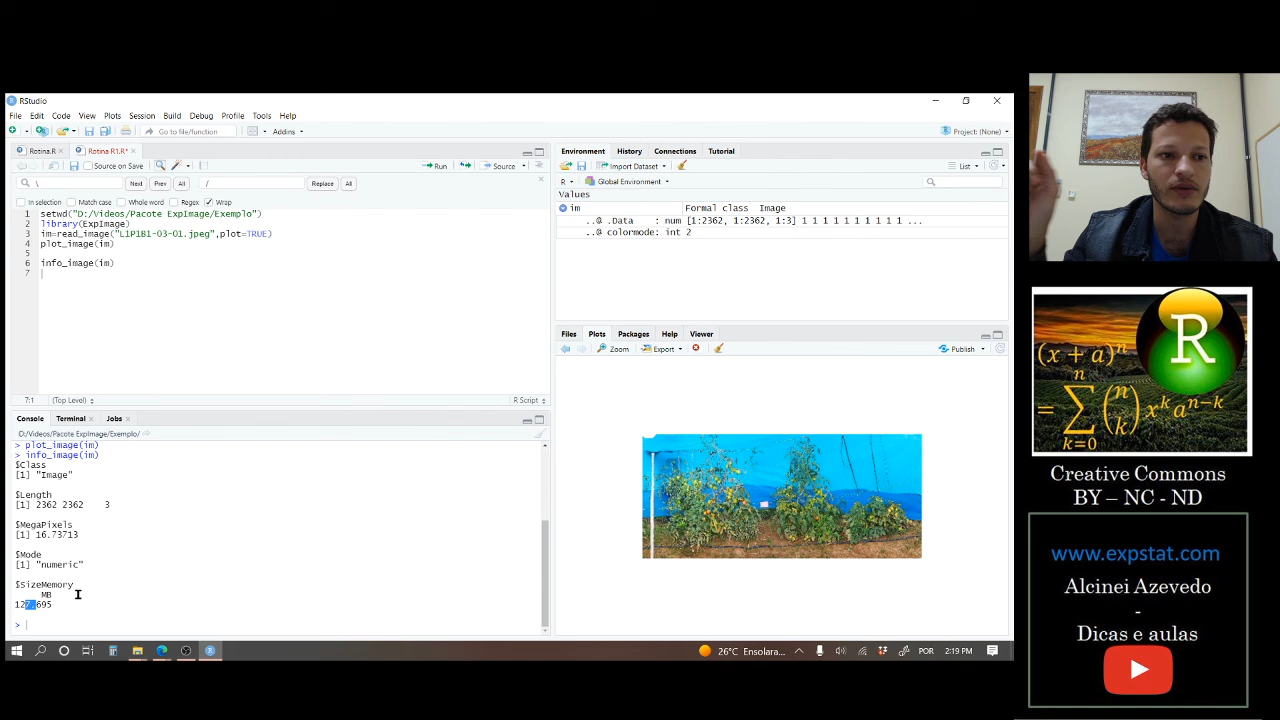 RStudio
File Edit Code View Plots Session Build Debug Profile Tools Help
Go to file/function Addins Project: (None)
Rotina.R Rotina R1.R*
Source on Save Run Source
\ Next Prev All / Replace All
In selection Match case Whole word Regex Wrap
1 setwd("D:/Videos/Pacote ExpImage/Exemplo")
2 library(ExpImage)
3 im=read_image("L1P1B1-03-01.jpeg",plot=TRUE)
4 plot_image(im)
5
6 info_image(im)
7
7:1 (Top Level) R Script
Console Terminal Jobs
D:/Videos/Pacote ExpImage/Exemplo/
> plot_image(im)
> info_image(im)
$Class
[1] "Image"
$Length
[1] 2362 2362 3
$MegaPixels
[1] 16.73713
$Mode
[1] "numeric"
$SizeMemory
MB
127.695
>
Environment History Connections Tutorial
Import Dataset List
R Global Environment
Values
im Formal class Image
..@ .Data : num [1:2362, 1:2362, 1:3] 1 1 1 1 1 1 1 1 1 1 ...
..@ colormode: int 2
Files Plots Packages Help Viewer
Zoom Export Publish
26°C Ensolara... POR 2:19 PM
R
(x + a)ⁿ
n
= ∑ (n k) xᵏaⁿ⁻ᵏ
k=0
Creative Commons
BY – NC - ND
www.expstat.com
Alcinei Azevedo
-
Dicas e aulas